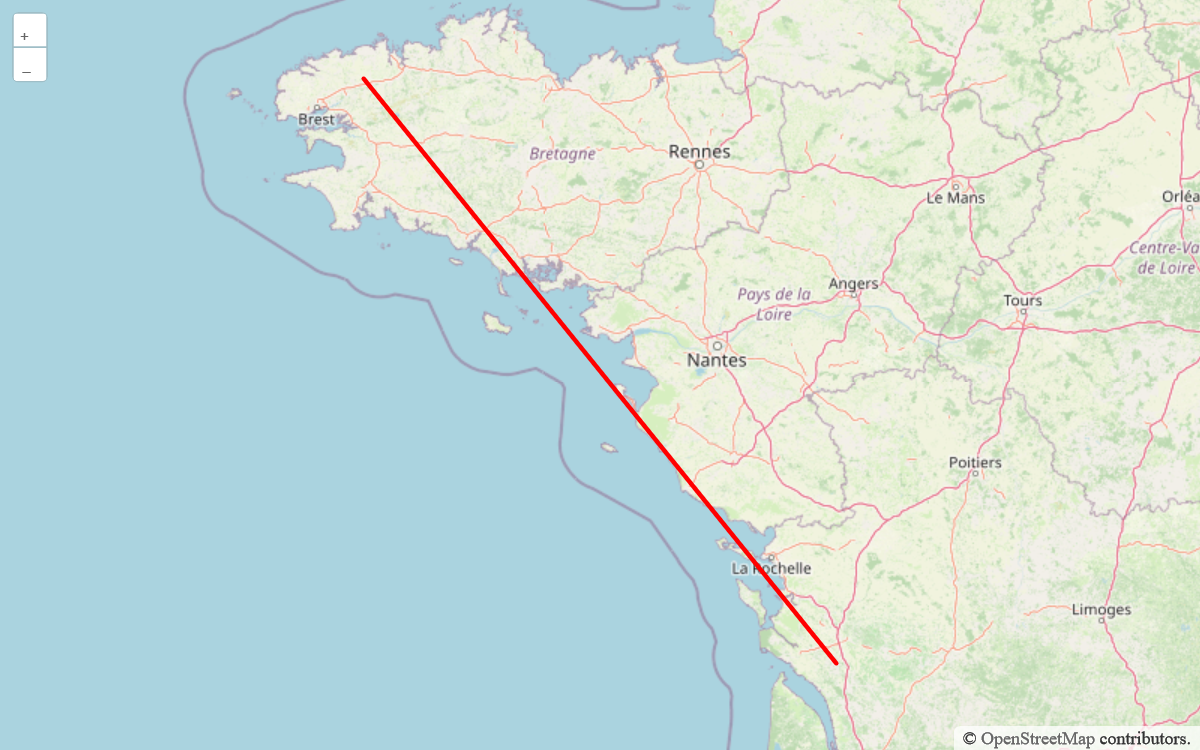 +
–
Brest
Bretagne
Rennes
Le Mans
Orléa
Centre-Va
de Loire
Angers
Pays de la
Loire
Tours
Nantes
Poitiers
La Rochelle
Limoges
© OpenStreetMap contributors.